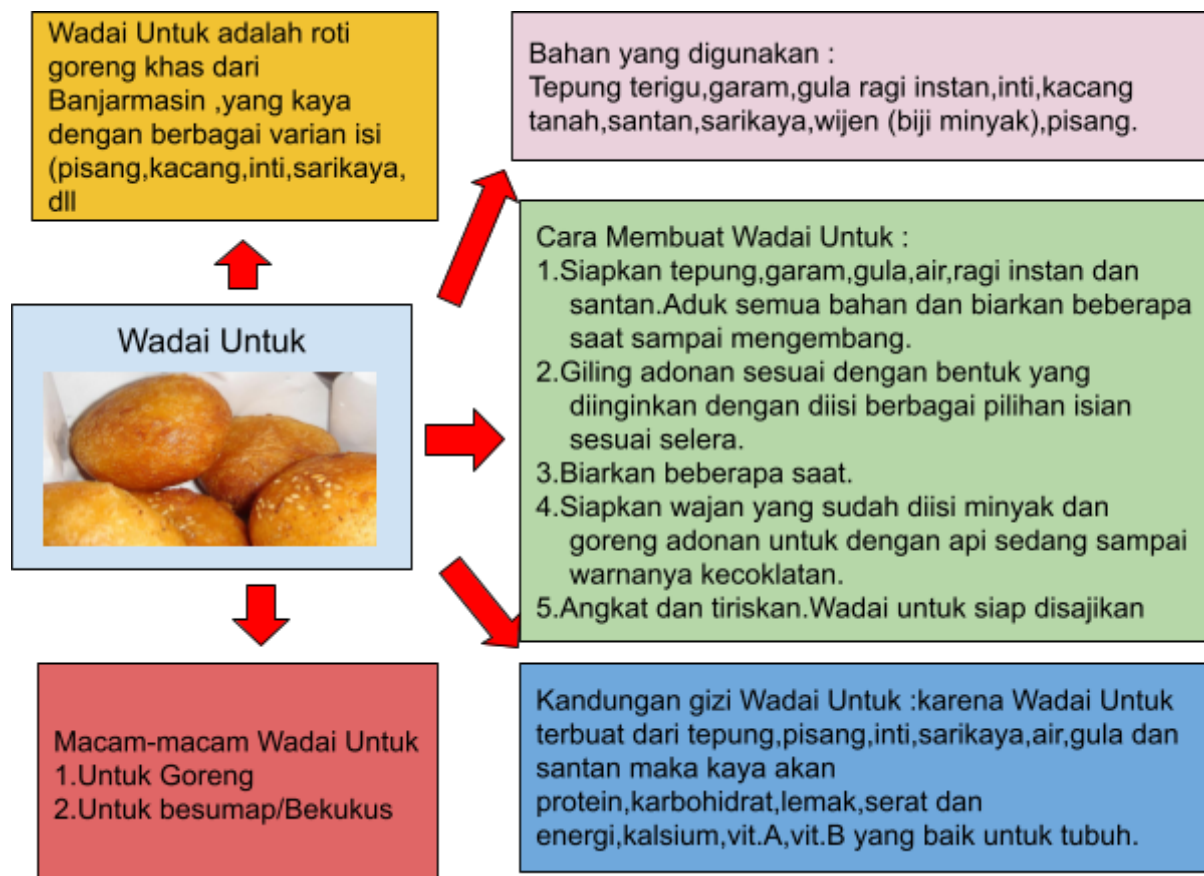 Wadai Untuk adalah roti
goreng khas dari
Banjarmasin ,yang kaya
dengan berbagai varian isi
(pisang,kacang,inti,sarikaya,
dll
Bahan yang digunakan :
Tepung terigu,garam,gula ragi instan,inti,kacang
tanah,santan,sarikaya,wijen (biji minyak),pisang.
Wadai Untuk
Cara Membuat Wadai Untuk :
1.Siapkan tepung,garam,gula,air,ragi instan dan
santan.Aduk semua bahan dan biarkan beberapa
saat sampai mengembang.
2.Giling adonan sesuai dengan bentuk yang
diinginkan dengan diisi berbagai pilihan isian
sesuai selera.
3.Biarkan beberapa saat.
4.Siapkan wajan yang sudah diisi minyak dan
goreng adonan untuk dengan api sedang sampai
warnanya kecoklatan.
5.Angkat dan tiriskan.Wadai untuk siap disajikan
Macam-macam Wadai Untuk
1.Untuk Goreng
2.Untuk besumap/Bekukus
Kandungan gizi Wadai Untuk :karena Wadai Untuk
terbuat dari tepung,pisang,inti,sarikaya,air,gula dan
santan maka kaya akan
protein,karbohidrat,lemak,serat dan
energi,kalsium,vit.A,vit.B yang baik untuk tubuh.